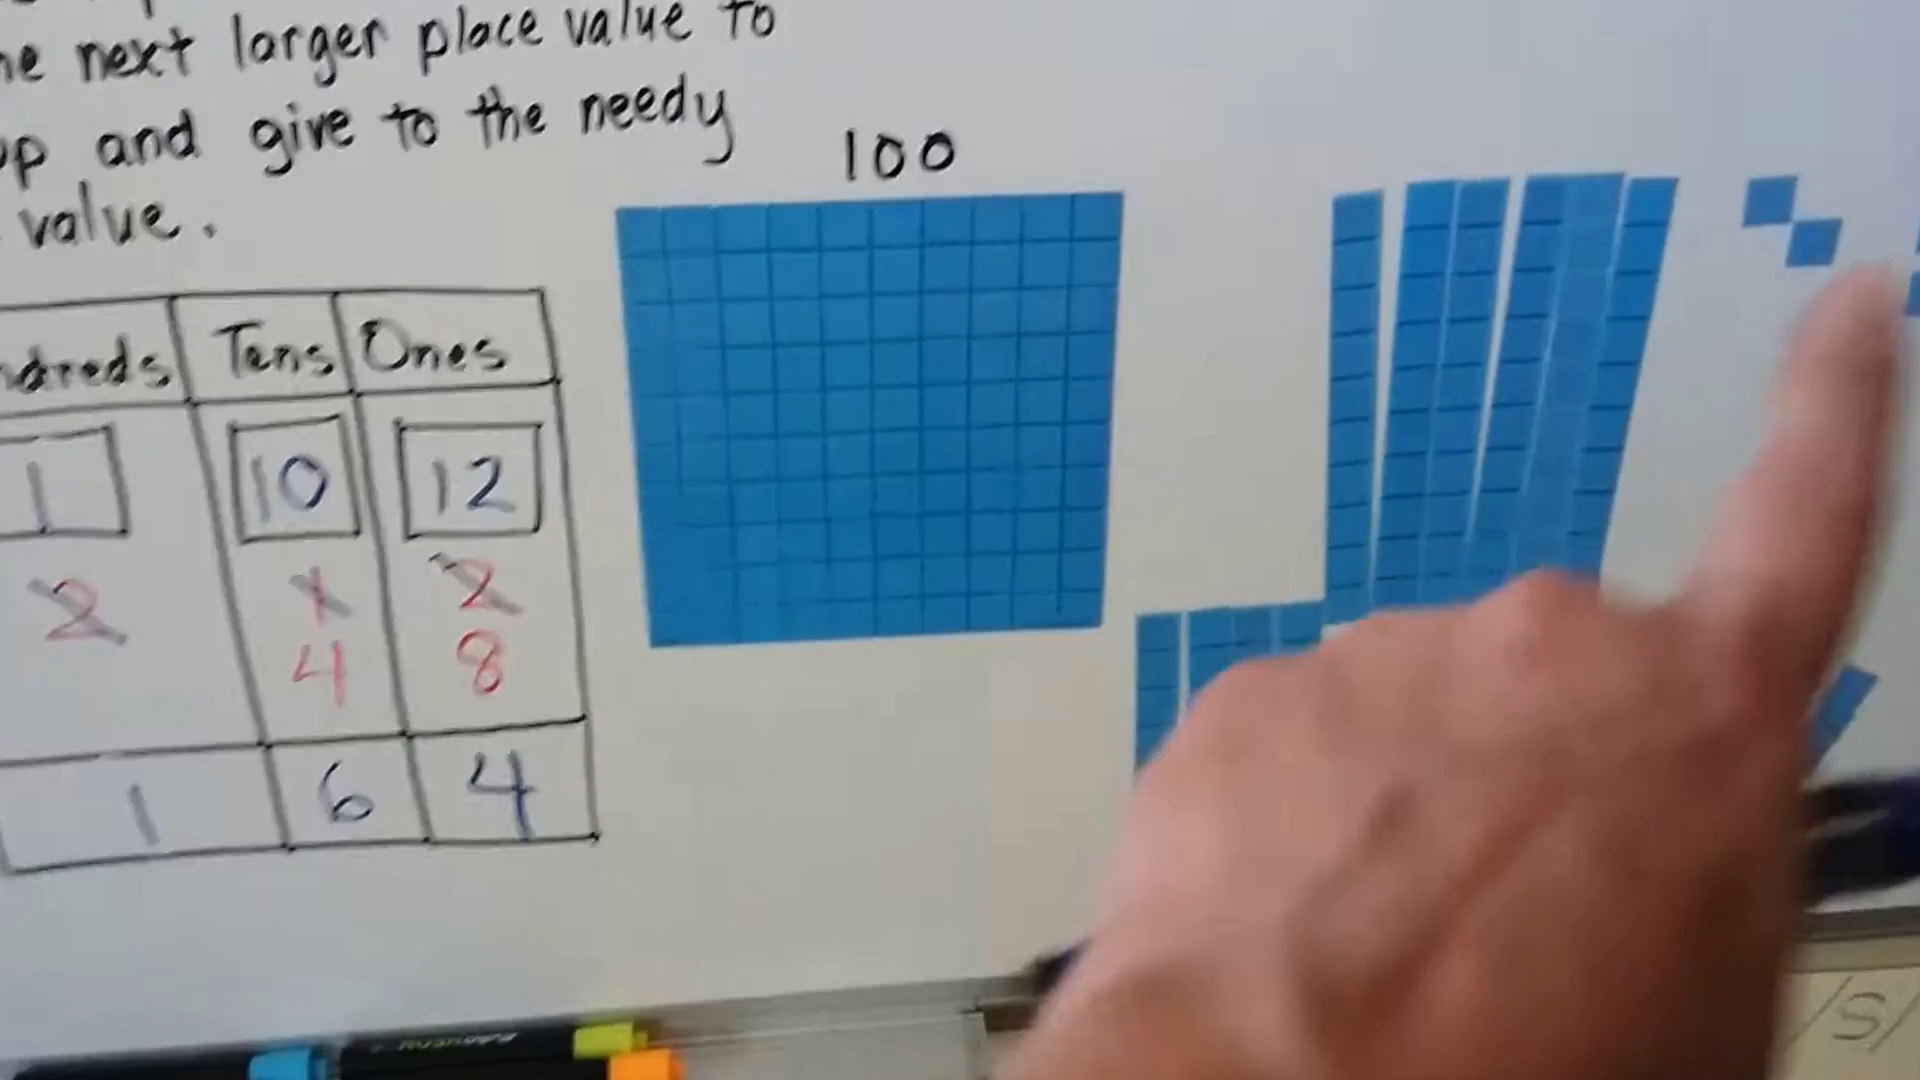 next larger place value to
and give to the needy
value.
100
Tens Ones
1 10 12
2 1 2
4 8
1 6 4